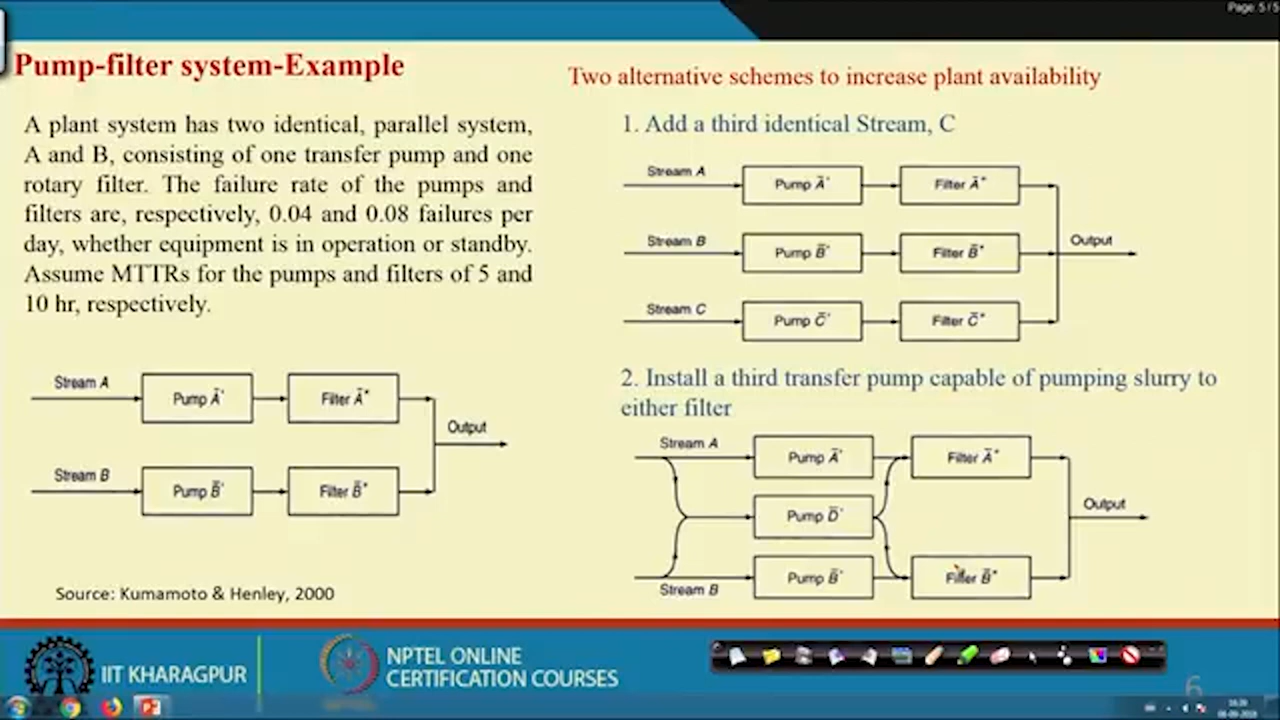 Page: 5 / 5
Pump-filter system-Example
A plant system has two identical, parallel system,
A and B, consisting of one transfer pump and one
rotary filter. The failure rate of the pumps and
filters are, respectively, 0.04 and 0.08 failures per
day, whether equipment is in operation or standby.
Assume MTTRs for the pumps and filters of 5 and
10 hr, respectively.
Stream A
Pump Ā'
Filter Ā"
Output
Stream B
Pump B̄'
Filter B̄"
Source: Kumamoto & Henley, 2000
Two alternative schemes to increase plant availability
1. Add a third identical Stream, C
Stream A
Pump Ā'
Filter Ā"
Stream B
Pump B̄'
Filter B̄"
Output
Stream C
Pump C̄'
Filter C̄"
2. Install a third transfer pump capable of pumping slurry to
either filter
Stream A
Pump Ā'
Filter Ā"
Pump D̄'
Output
Pump B̄'
Filter B̄"
Stream B
IIT KHARAGPUR
NPTEL ONLINE
CERTIFICATION COURSES
6